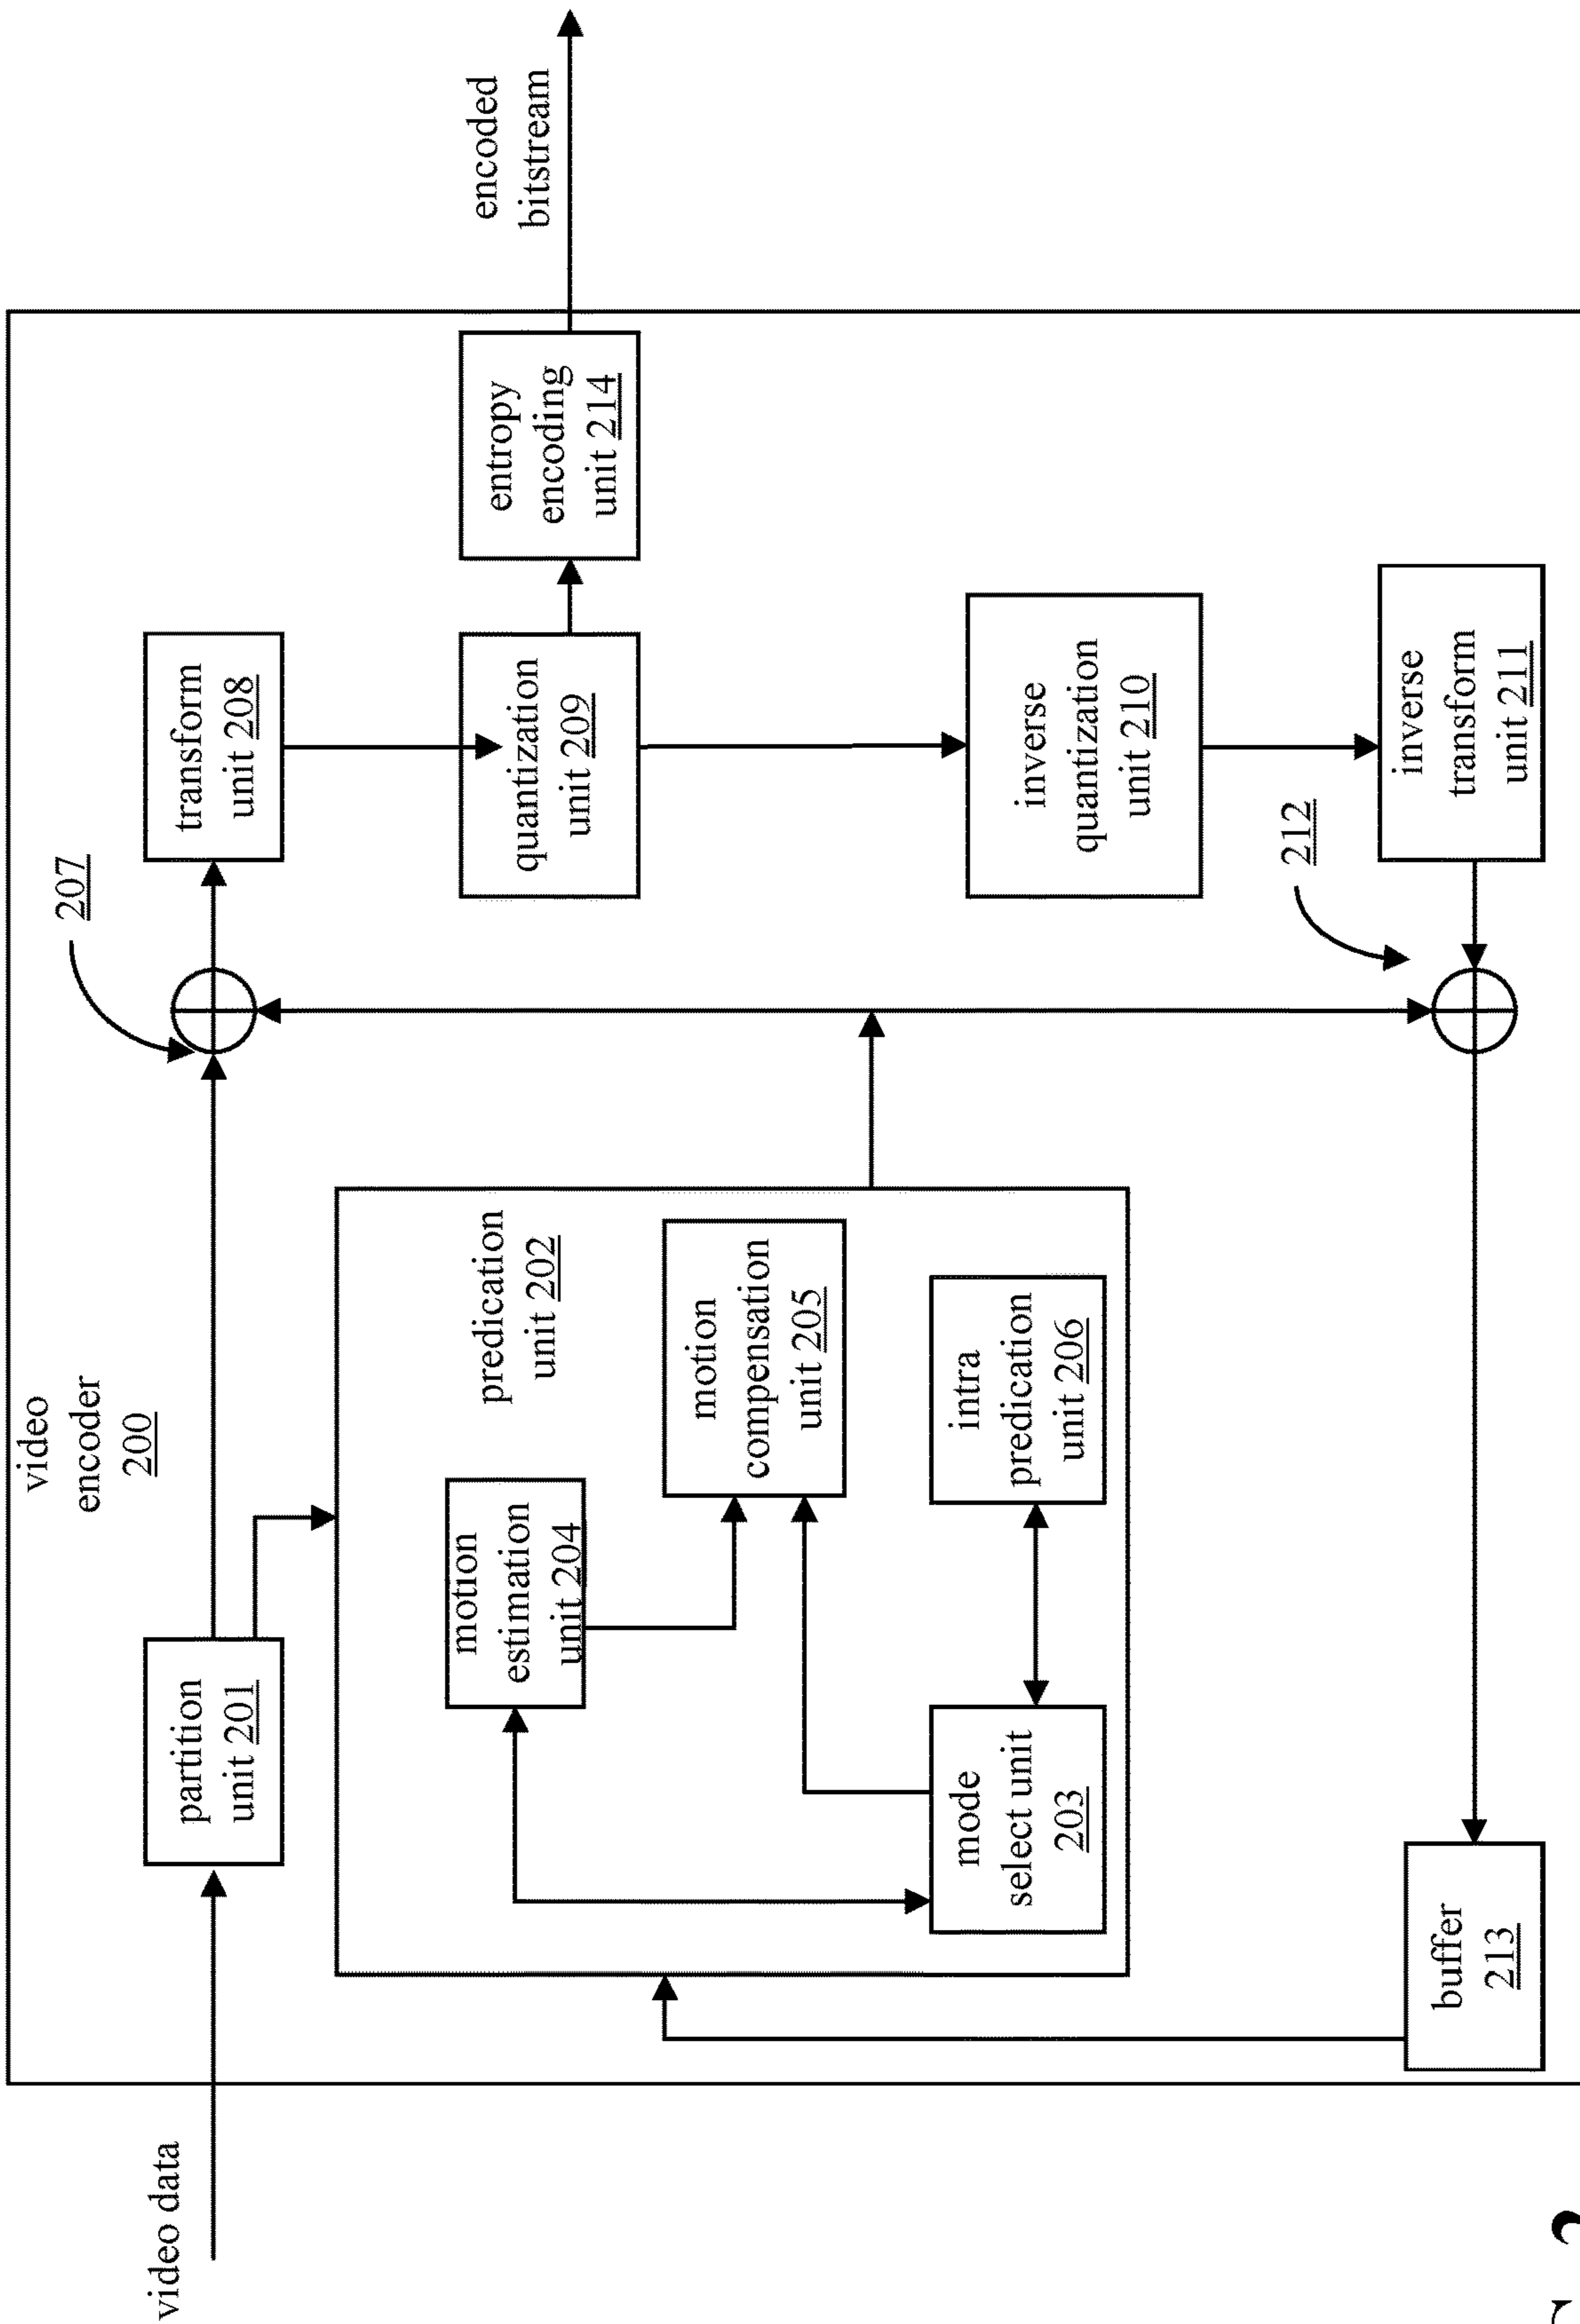 video
encoder
200
video data
partition
unit 201
207
transform
unit 208
predication
unit 202
motion
estimation
unit 204
motion
compensation
unit 205
mode
select unit
203
intra
predication
unit 206
quantization
unit 209
entropy
encoding
unit 214
encoded
bitstream
inverse
quantization
unit 210
212
inverse
transform
unit 211
buffer
213